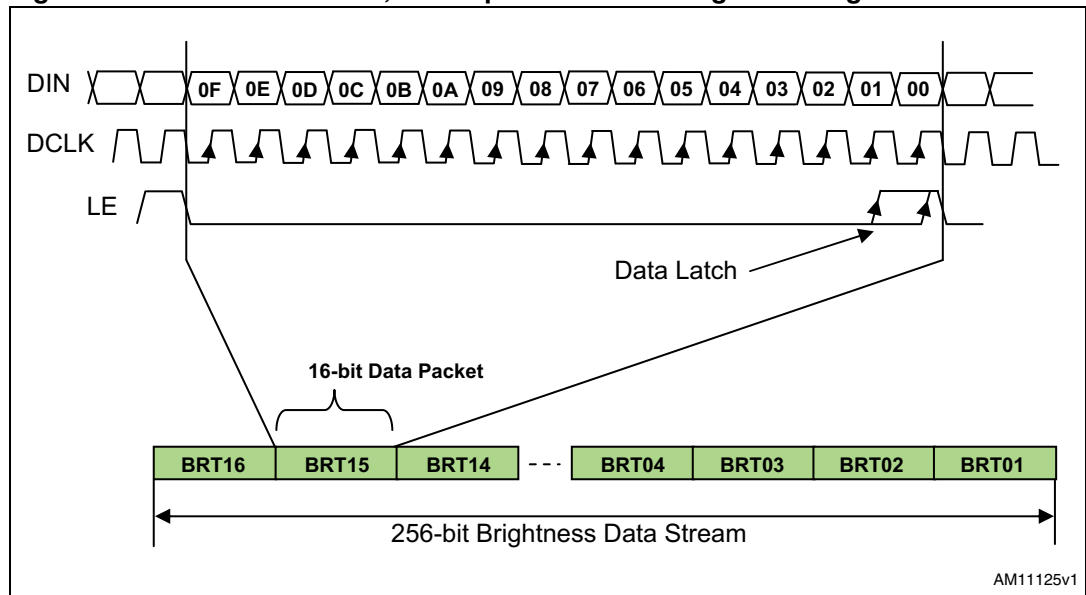 DIN 0F 0E 0D 0C 0B 0A 09 08 07 06 05 04 03 02 01 00
DCLK
LE
Data Latch
16-bit Data Packet
BRT16 BRT15 BRT14 BRT04 BRT03 BRT02 BRT01
256-bit Brightness Data Stream
AM11125v1